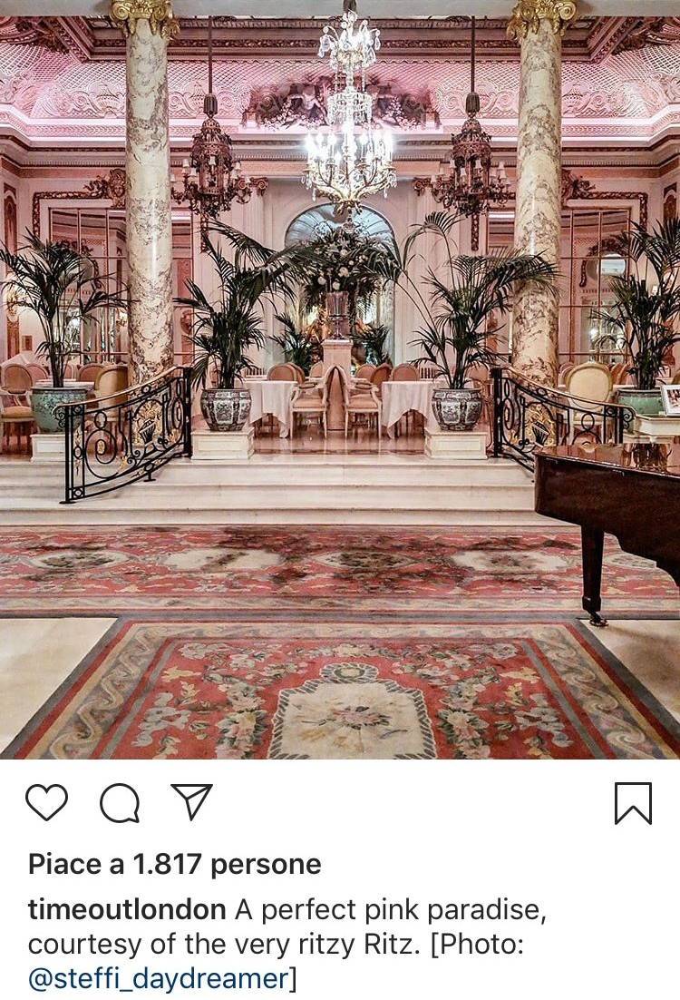 Piace a 1.817 persone
timeoutlondon A perfect pink paradise,
courtesy of the very ritzy Ritz. [Photo:
@steffi_daydreamer]